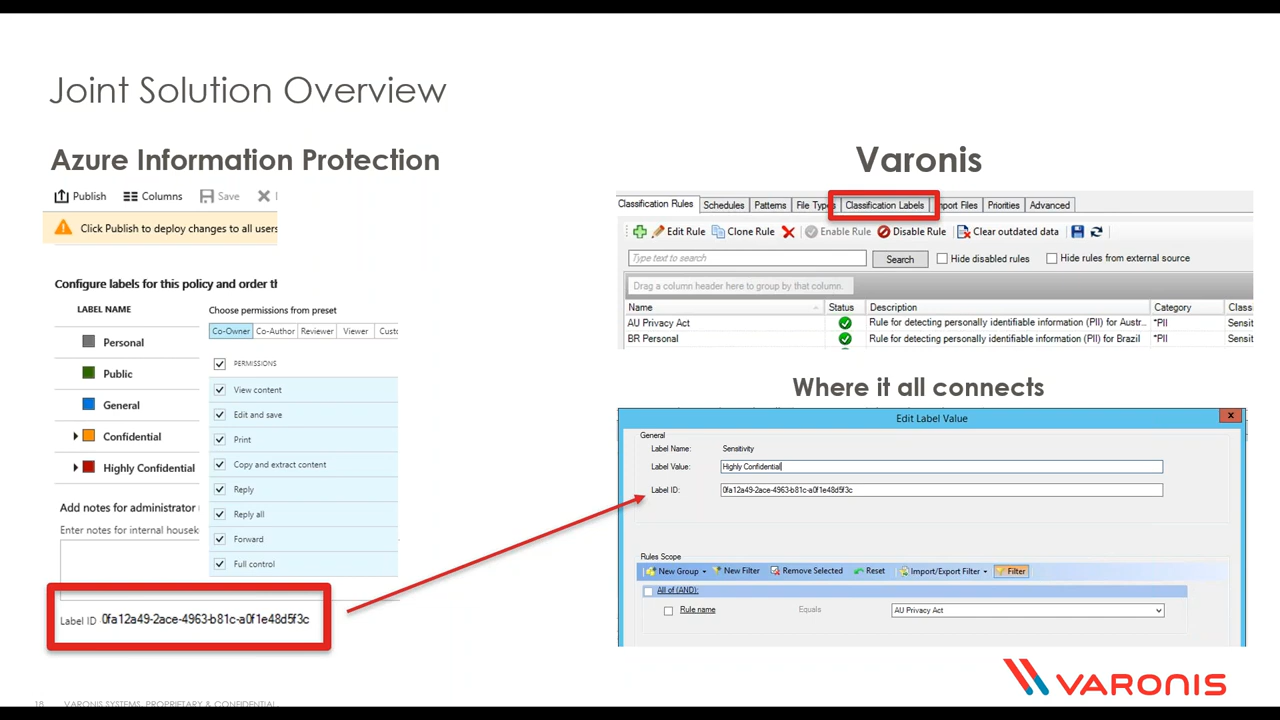 Joint Solution Overview
Azure Information Protection
Publish Columns Save
Click Publish to deploy changes to all users
Configure labels for this policy and order th
LABEL NAME
Personal
Public
General
Confidential
Highly Confidential
Choose permissions from preset
Co-Owner Co-Author Reviewer Viewer Custo
PERMISSIONS
View content
Edit and save
Print
Copy and extract content
Reply
Reply all
Forward
Full control
Add notes for administrator
Enter notes for internal housek
Label ID 0fa12a49-2ace-4963-b81c-a0f1e48d5f3c
Varonis
Classification Rules Schedules Patterns File Types Classification Labels Import Files Priorities Advanced
Edit Rule Clone Rule Enable Rule Disable Rule Clear outdated data
Type text to search Search Hide disabled rules Hide rules from external source
Drag a column header here to group by that column.
Name Status Description Category Class
AU Privacy Act Rule for detecting personally identifiable information (PII) for Austr... *PII Sensit
BR Personal Rule for detecting personally identifiable information (PII) for Brazil *PII Sensit
Where it all connects
Edit Label Value
General
Label Name: Sensitivity
Label Value: Highly Confidential
Label ID: 0fa12a49-2ace-4963-b81c-a0f1e48d5f3c
Rules Scope
New Group New Filter Remove Selected Reset Import/Export Filter Filter
All of (AND):
Rule name Equals AU Privacy Act
VARONIS
18 VARONIS SYSTEMS. PROPRIETARY & CONFIDENTIAL.